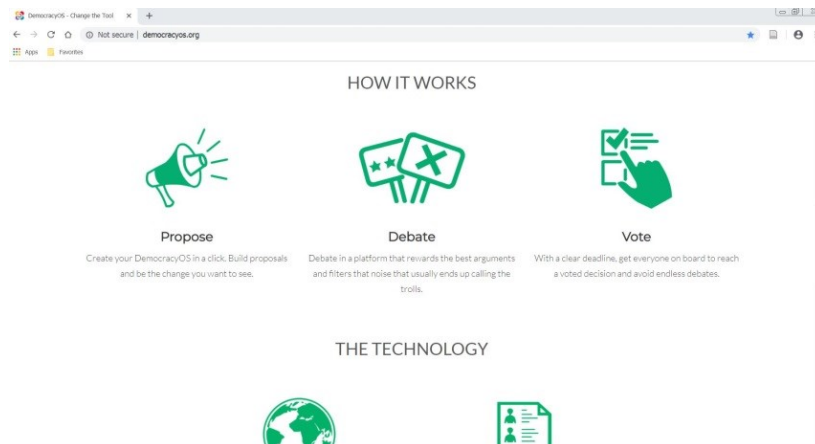 DemocracyOS - Change the Tool
Not secure | democracyos.org
Apps Favorites
HOW IT WORKS
Propose
Create your DemocracyOS in a click. Build proposals
and be the change you want to see.
Debate
Debate in a platform that rewards the best arguments
and filters that noise that usually ends up calling the
trolls.
Vote
With a clear deadline, get everyone on board to reach
a voted decision and avoid endless debates.
THE TECHNOLOGY